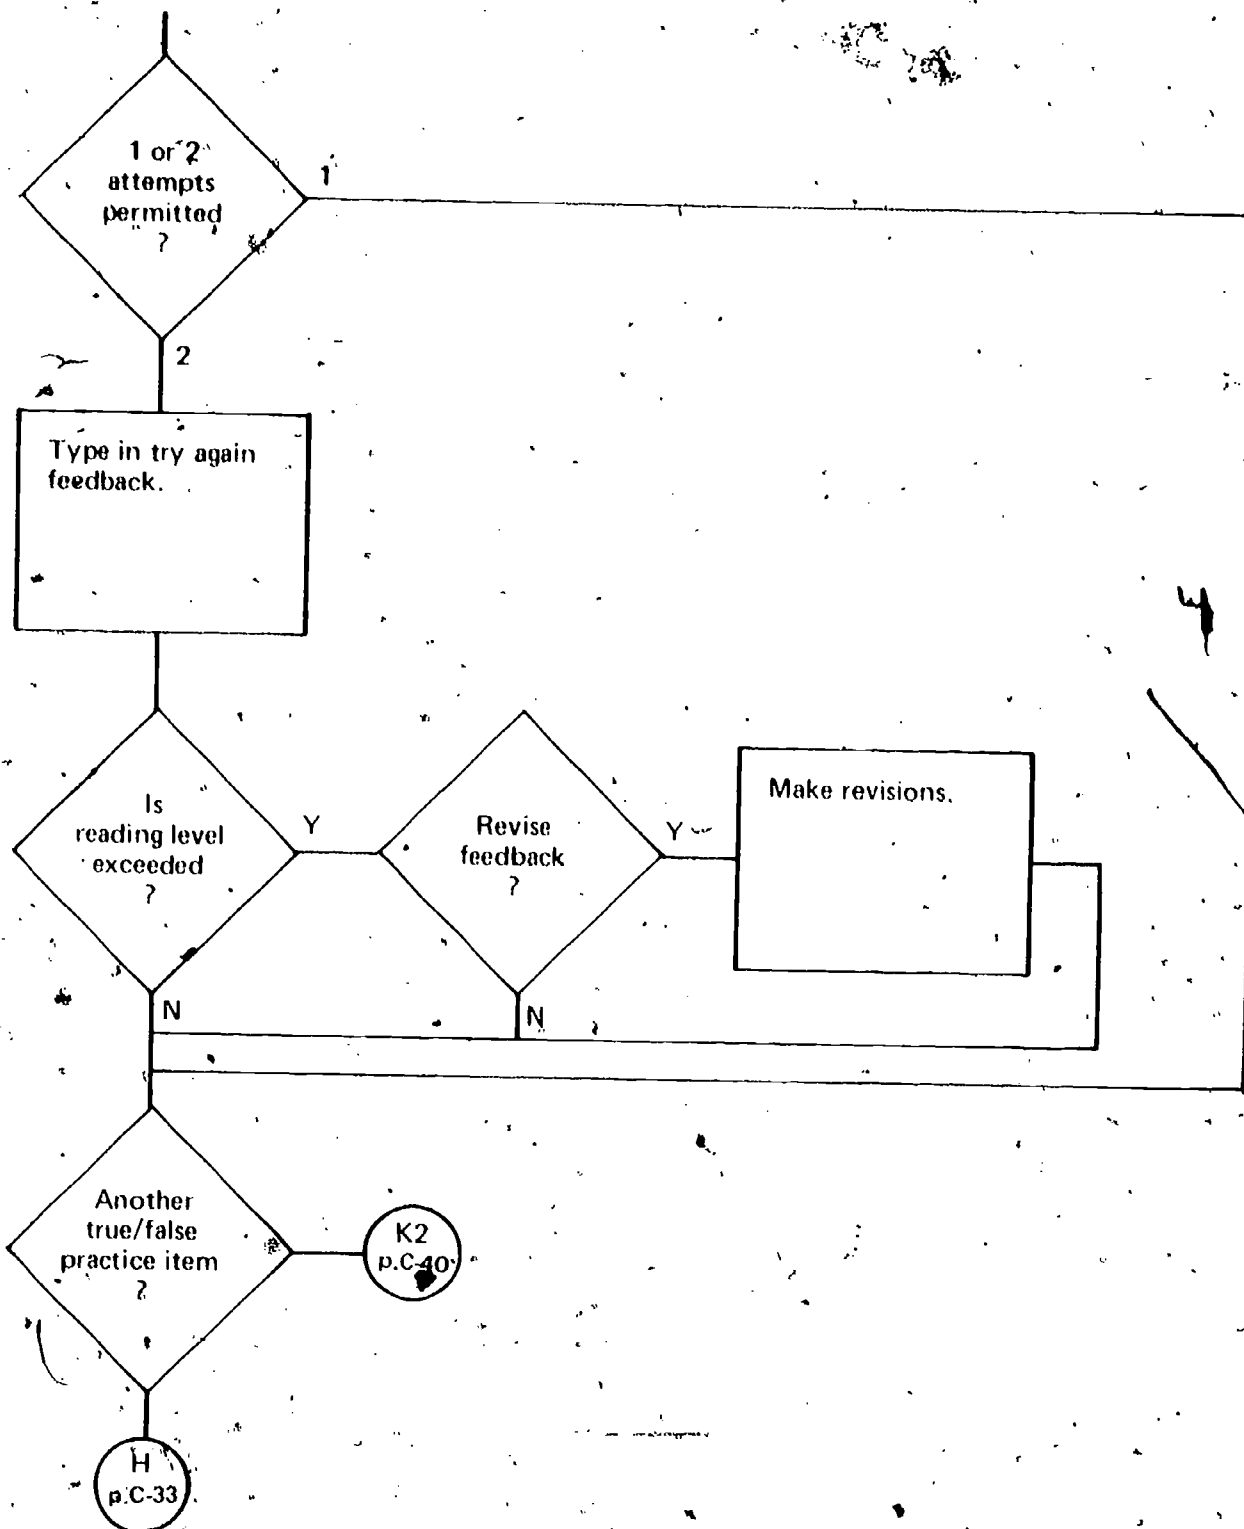 1 or 2
attempts
permitted
?
1
2
Type in try again
feedback.
Is
reading level
exceeded
?
Y
Revise
feedback
?
Y
Make revisions.
N
N
Another
true/false
practice item
?
K2
p.C-40
H
p.C-33